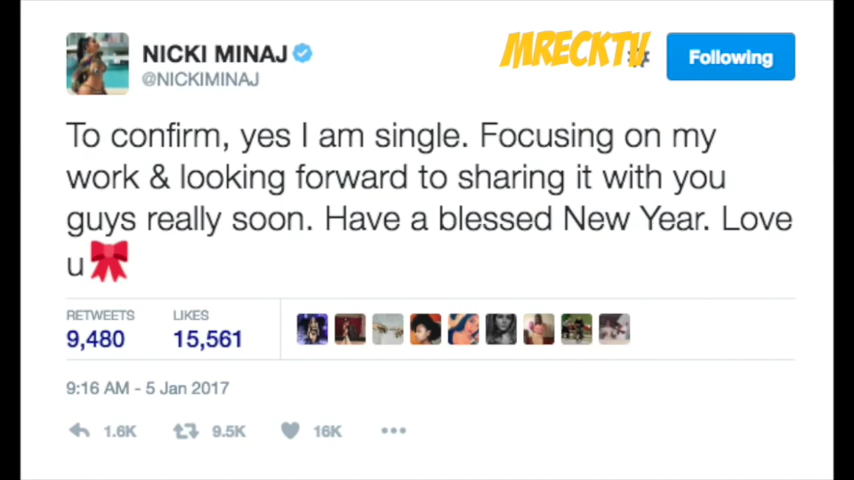 NICKI MINAJ
@NICKIMINAJ
MRECKTV
Following
To confirm, yes I am single. Focusing on my
work & looking forward to sharing it with you
guys really soon. Have a blessed New Year. Love
u🎀
RETWEETS LIKES
9,480 15,561
9:16 AM - 5 Jan 2017
1.6K 9.5K 16K